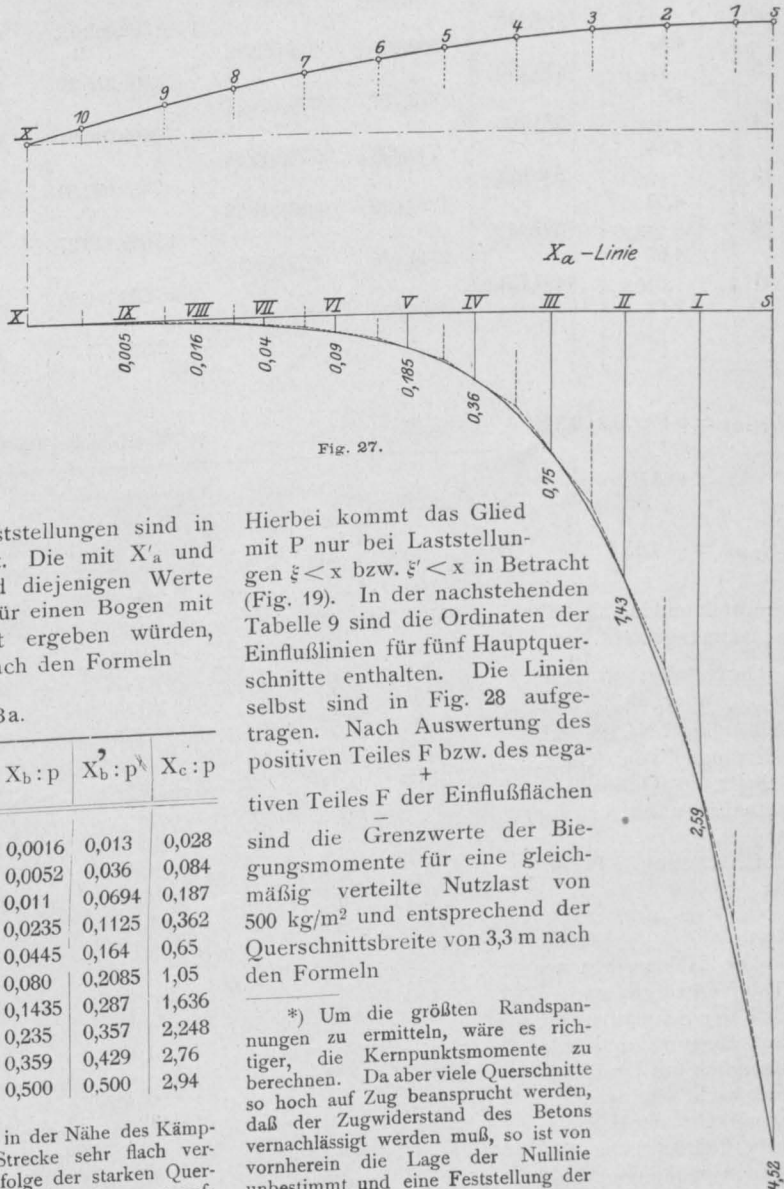 X 10 9 8 7 6 5 4 3 2 1 S
X_a-Linie
X IX VIII VII VI V IV III II I S
0,005 0,016 0,04 0,09 0,185 0,36 0,75 1,43 2,59 4,52
Fig. 27.
ststellungen sind in
t. Die mit X'a und
d diejenigen Werte
für einen Bogen mit
t ergeben würden,
ach den Formeln
3a.
Xb : p | X'b : p | Xc : p
0,0016 | 0,013 | 0,028
0,0052 | 0,036 | 0,084
0,011 | 0,0694 | 0,187
0,0235 | 0,1125 | 0,362
0,0445 | 0,164 | 0,65
0,080 | 0,2085 | 1,05
0,1435 | 0,287 | 1,636
0,235 | 0,357 | 2,248
0,359 | 0,429 | 2,76
0,500 | 0,500 | 2,94
in der Nähe des Kämp-
Strecke sehr flach ver-
folge der starken Quer-
Hierbei kommt das Glied
mit P nur bei Laststellun-
gen ξ < x bzw. ξ' < x in Betracht
(Fig. 19). In der nachstehenden
Tabelle 9 sind die Ordinaten der
Einflußlinien für fünf Hauptquer-
schnitte enthalten. Die Linien
selbst sind in Fig. 28 aufge-
tragen. Nach Auswertung des
positiven Teiles F bzw. des nega-
+
tiven Teiles F der Einflußflächen
−
sind die Grenzwerte der Bie-
gungsmomente für eine gleich-
mäßig verteilte Nutzlast von
500 kg/m² und entsprechend der
Querschnittsbreite von 3,3 m nach
den Formeln
*) Um die größten Randspan-
nungen zu ermitteln, wäre es rich-
tiger, die Kernpunktsmomente zu
berechnen. Da aber viele Querschnitte
so hoch auf Zug beansprucht werden,
daß der Zugwiderstand des Betons
vernachlässigt werden muß, so ist von
vornherein die Lage der Nullinie
unbestimmt und eine Feststellung der